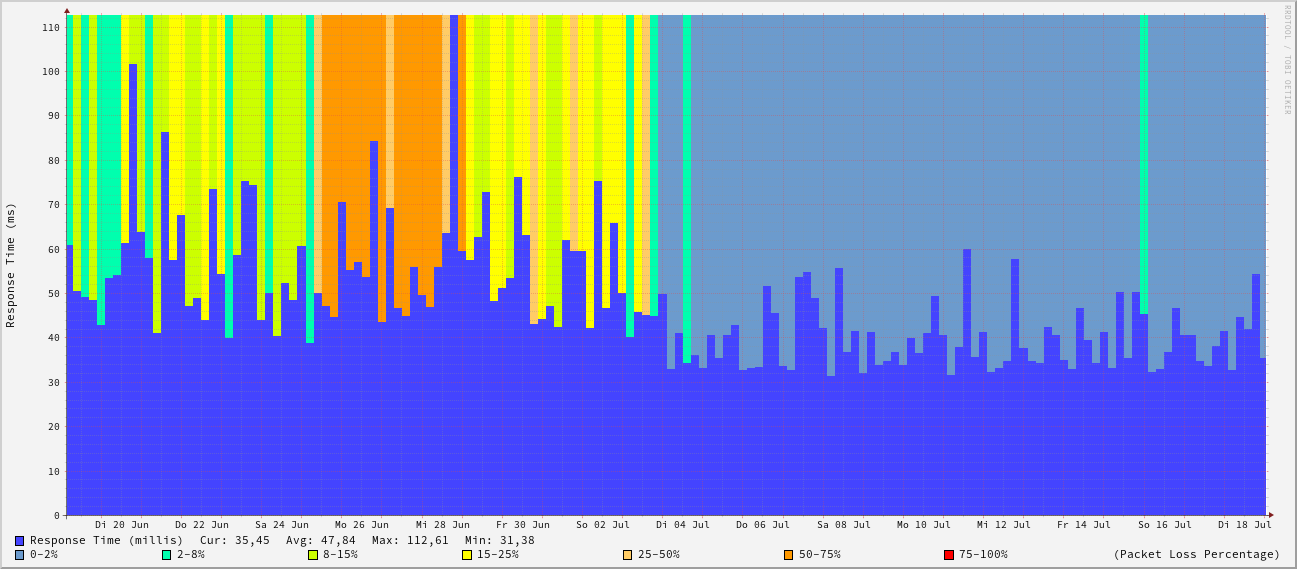 RRDTOOL / TOBI OETIKER
Response Time (ms)
110
100
90
80
70
60
50
40
30
20
10
0
Di 20 Jun Do 22 Jun Sa 24 Jun Mo 26 Jun Mi 28 Jun Fr 30 Jun So 02 Jul Di 04 Jul Do 06 Jul Sa 08 Jul Mo 10 Jul Mi 12 Jul Fr 14 Jul So 16 Jul Di 18 Jul
Response Time (millis) Cur: 35,45 Avg: 47,84 Max: 112,61 Min: 31,38
0-2% 2-8% 8-15% 15-25% 25-50% 50-75% 75-100% (Packet Loss Percentage)